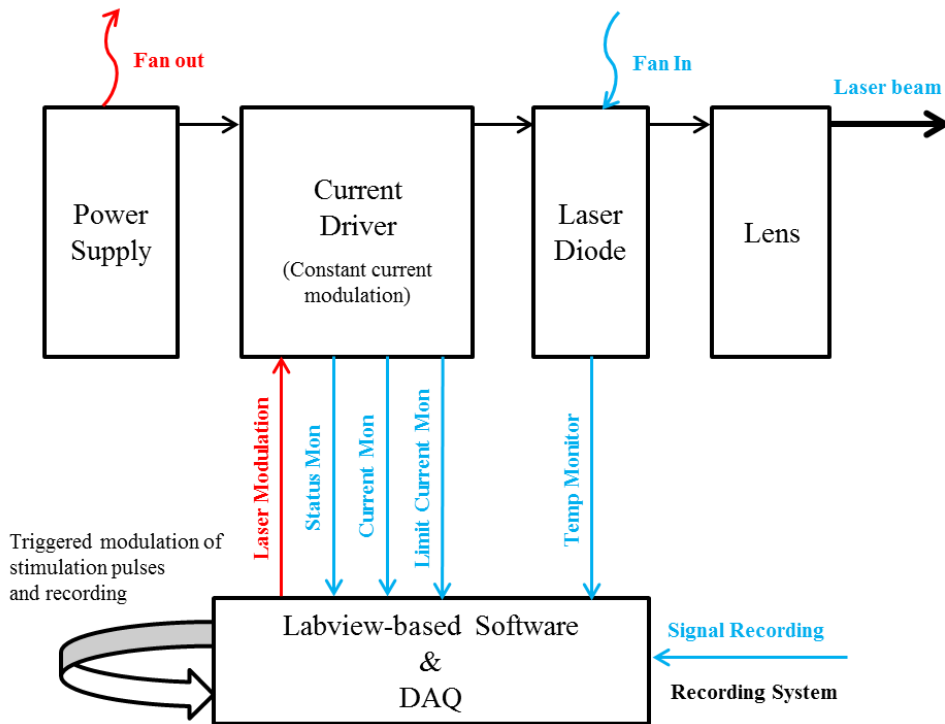 Fan out
Fan In
Laser beam
Power
Supply
Current
Driver
(Constant current
modulation)
Laser
Diode
Lens
Laser Modulation
Status Mon
Current Mon
Limit Current Mon
Temp Monitor
Triggered modulation of
stimulation pulses
and recording
Labview-based Software
&
DAQ
Signal Recording
Recording System